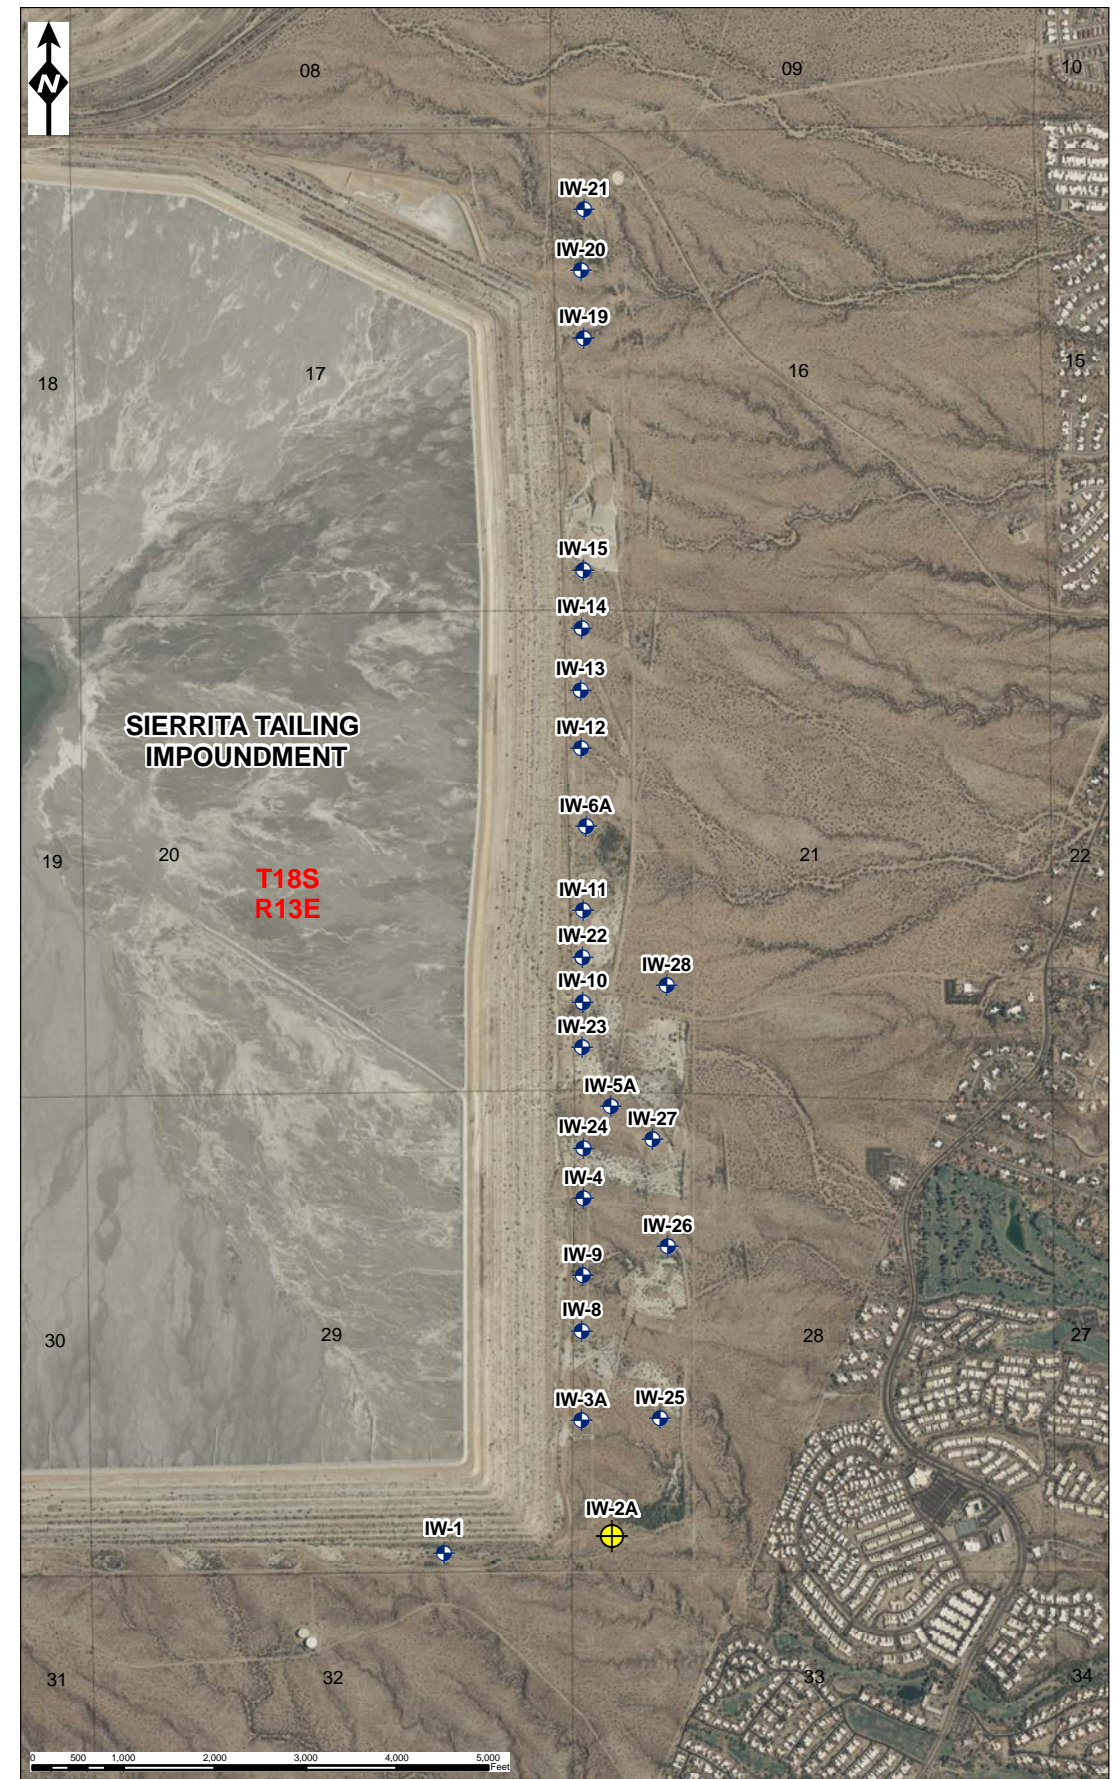 N
08
09
10
IW-21
IW-20
IW-19
18
17
16
15
IW-15
IW-14
IW-13
SIERRITA TAILING
IMPOUNDMENT
IW-12
IW-6A
19
20
21
22
T18S
R13E
IW-11
IW-22
IW-28
IW-10
IW-23
IW-5A
IW-27
IW-24
IW-4
IW-26
IW-9
IW-8
30
29
28
27
IW-3A
IW-25
IW-2A
IW-1
31
32
33
34
0 500 1,000 2,000 3,000 4,000 5,000
Feet